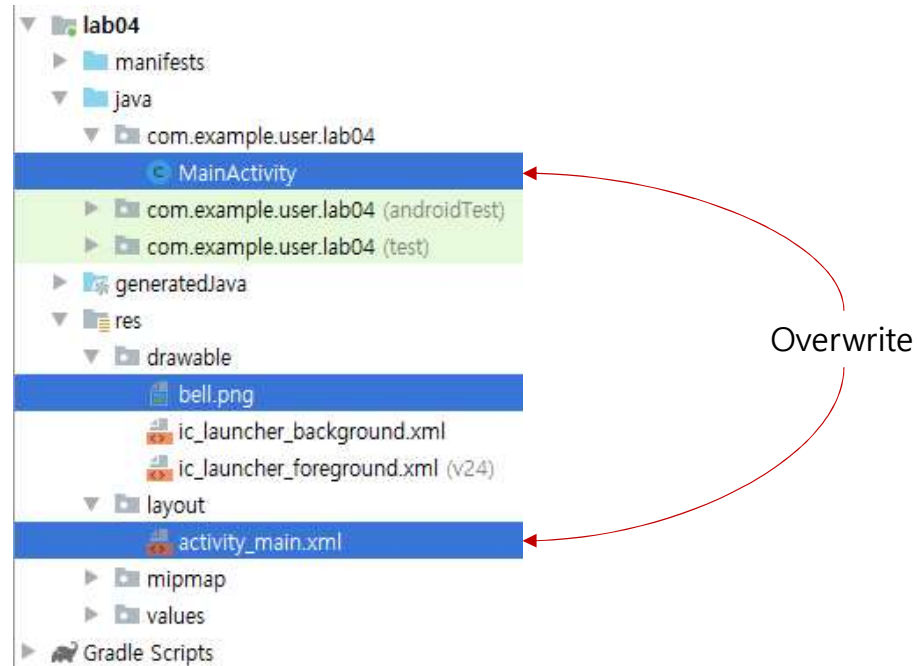 lab04
manifests
java
com.example.user.lab04
MainActivity
com.example.user.lab04 (androidTest)
com.example.user.lab04 (test)
generatedJava
res
drawable
bell.png
ic_launcher_background.xml
ic_launcher_foreground.xml (v24)
layout
activity_main.xml
mipmap
values
Gradle Scripts
Overwrite